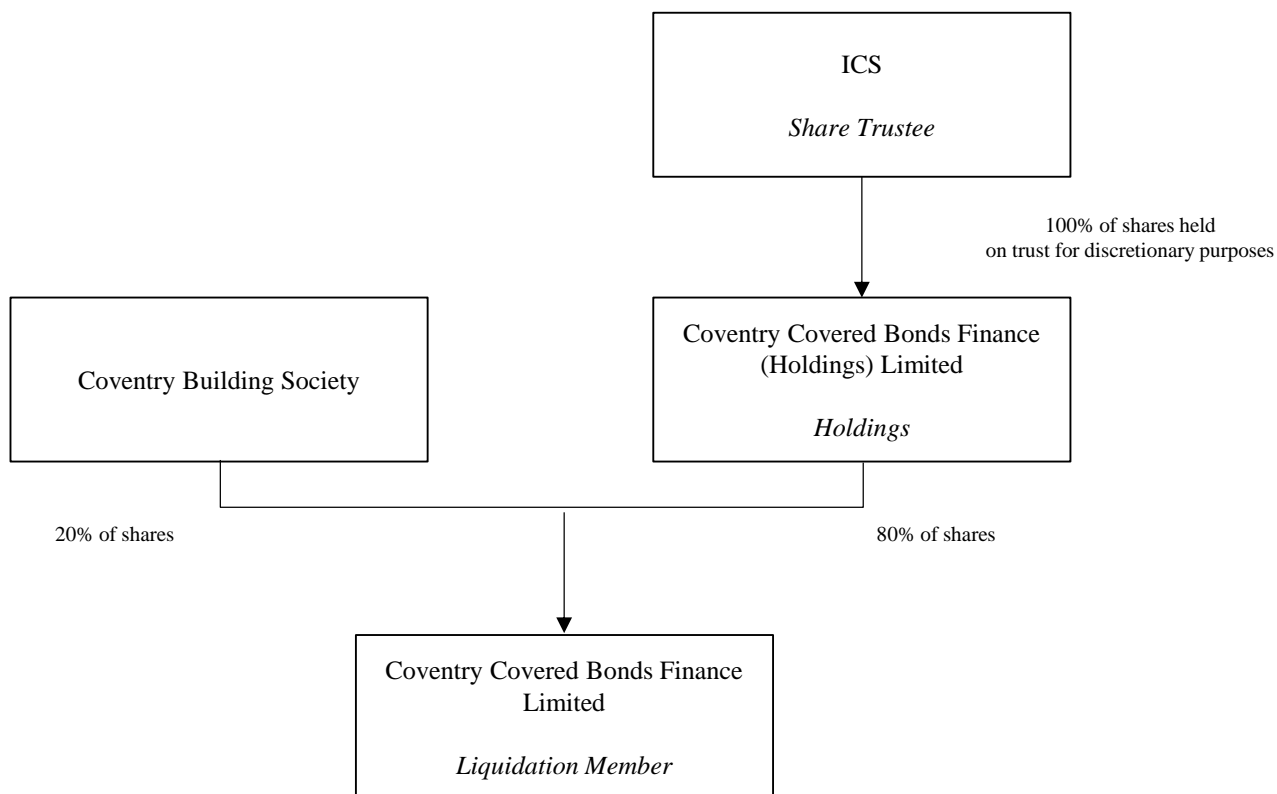 ICS
Share Trustee
100% of shares held
on trust for discretionary purposes
Coventry Building Society
Coventry Covered Bonds Finance
(Holdings) Limited
Holdings
20% of shares
80% of shares
Coventry Covered Bonds Finance
Limited
Liquidation Member